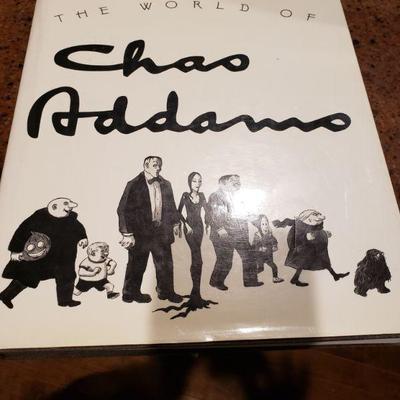 THE WORLD OF
Chas
Addams